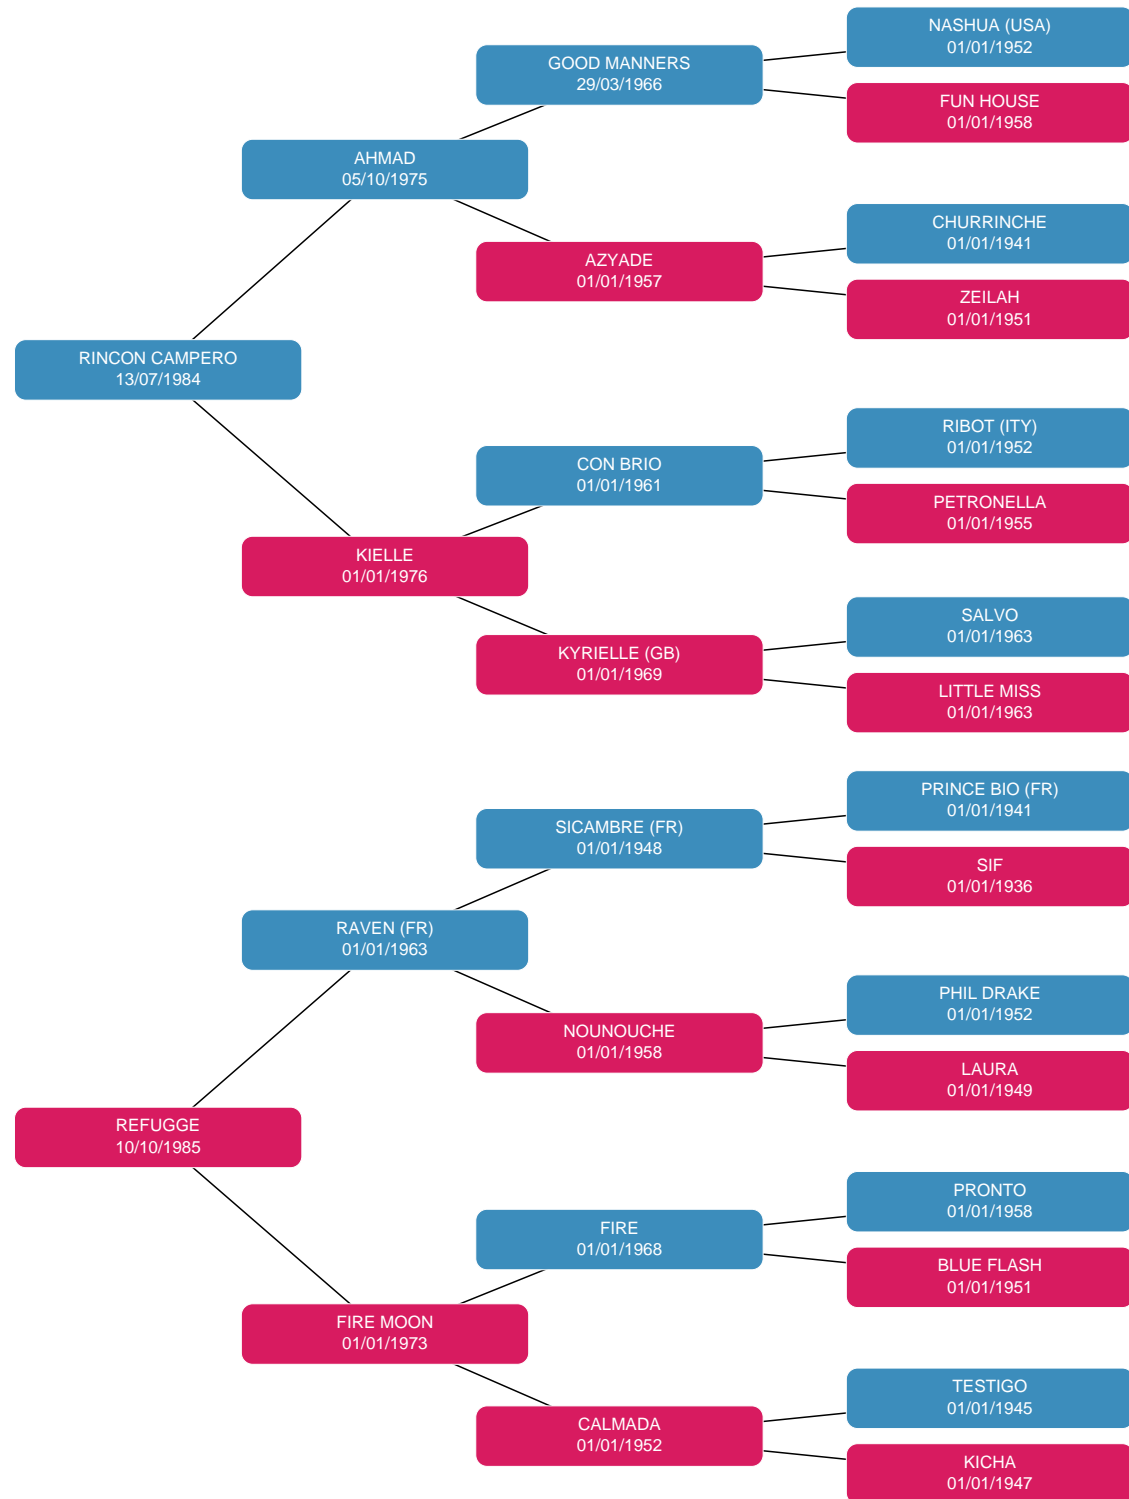 NASHUA (USA)
01/01/1952
GOOD MANNERS
29/03/1966
FUN HOUSE
01/01/1958
AHMAD
05/10/1975
CHURRINCHE
01/01/1941
AZYADE
01/01/1957
ZEILAH
01/01/1951
RINCON CAMPERO
13/07/1984
RIBOT (ITY)
01/01/1952
CON BRIO
01/01/1961
PETRONELLA
01/01/1955
KIELLE
01/01/1976
SALVO
01/01/1963
KYRIELLE (GB)
01/01/1969
LITTLE MISS
01/01/1963
PRINCE BIO (FR)
01/01/1941
SICAMBRE (FR)
01/01/1948
SIF
01/01/1936
RAVEN (FR)
01/01/1963
PHIL DRAKE
01/01/1952
NOUNOUCHE
01/01/1958
LAURA
01/01/1949
REFUGGE
10/10/1985
PRONTO
01/01/1958
FIRE
01/01/1968
BLUE FLASH
01/01/1951
FIRE MOON
01/01/1973
TESTIGO
01/01/1945
CALMADA
01/01/1952
KICHA
01/01/1947